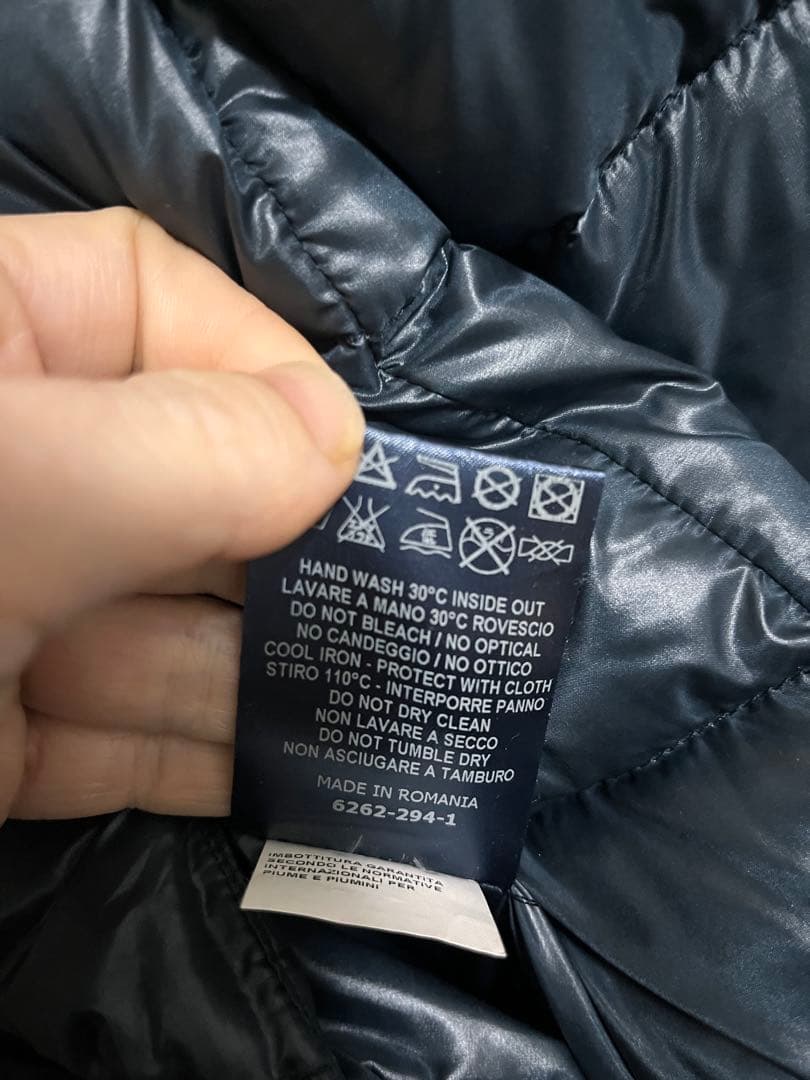 HAND WASH 30°C INSIDE OUT
LAVARE A MANO 30°C ROVESCIO
DO NOT BLEACH / NO OPTICAL
NO CANDEGGIO / NO OTTICO
COOL IRON - PROTECT WITH CLOTH
STIRO 110°C - INTERPORRE PANNO
DO NOT DRY CLEAN
NON LAVARE A SECCO
DO NOT TUMBLE DRY
NON ASCIUGARE A TAMBURO
MADE IN ROMANIA
6262-294-1
IMBOTTITURA GARANTITA
SECONDO LE NORMATIVE
INTERNAZIONALI PER
PIUME E PIUMINI